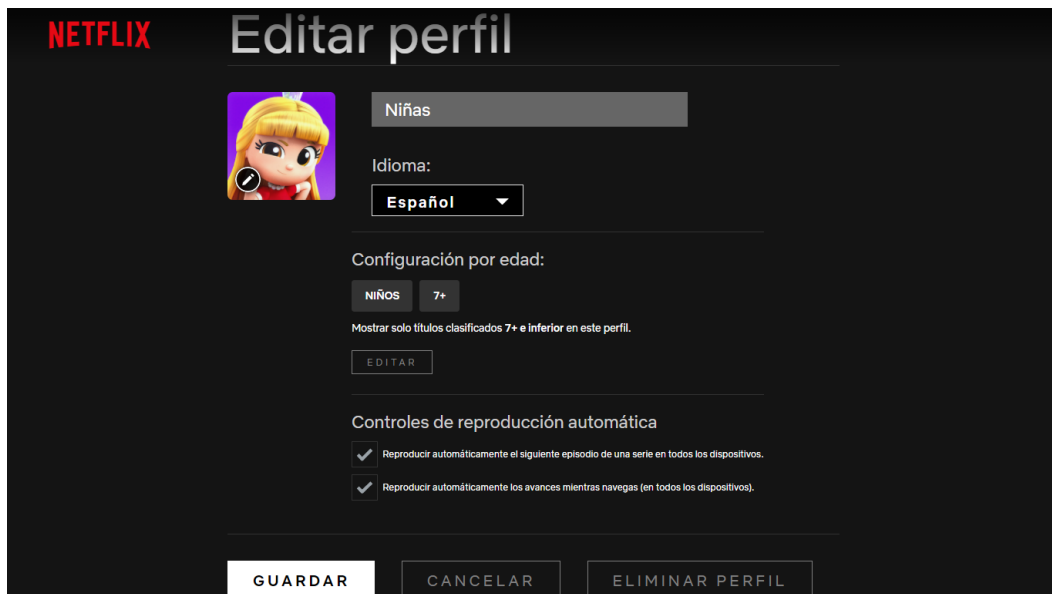 NETFLIX
Editar perfil
Niñas
Idioma:
Español
Configuración por edad:
NIÑOS 7+
Mostrar solo títulos clasificados 7+ e inferior en este perfil.
EDITAR
Controles de reproducción automática
Reproducir automáticamente el siguiente episodio de una serie en todos los dispositivos.
Reproducir automáticamente los avances mientras navegas (en todos los dispositivos).
GUARDAR CANCELAR ELIMINAR PERFIL